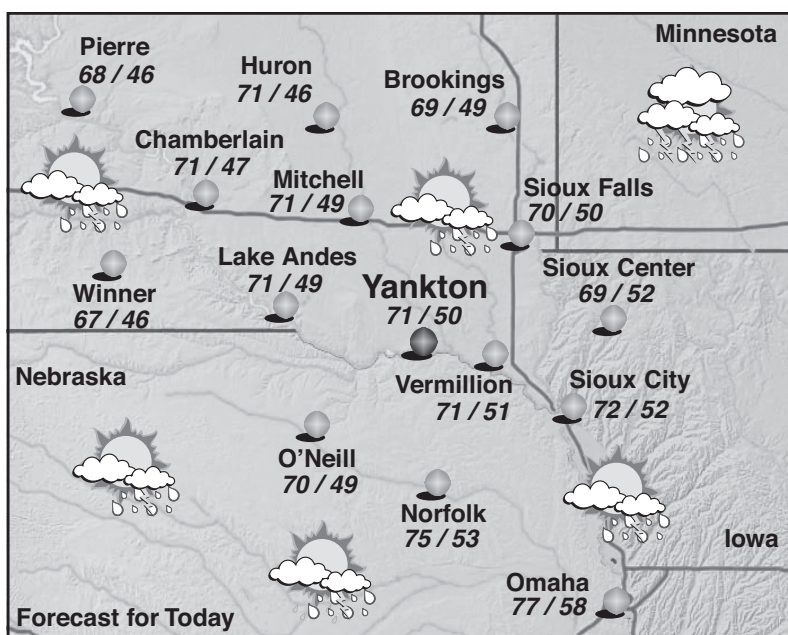 Pierre
68 / 46
Huron
71 / 46
Brookings
69 / 49
Minnesota
Chamberlain
71 / 47
Mitchell
71 / 49
Sioux Falls
70 / 50
Winner
67 / 46
Lake Andes
71 / 49
Yankton
71 / 50
Sioux Center
69 / 52
Nebraska
Vermillion
71 / 51
Sioux City
72 / 52
O'Neill
70 / 49
Norfolk
75 / 53
Iowa
Omaha
77 / 58
Forecast for Today